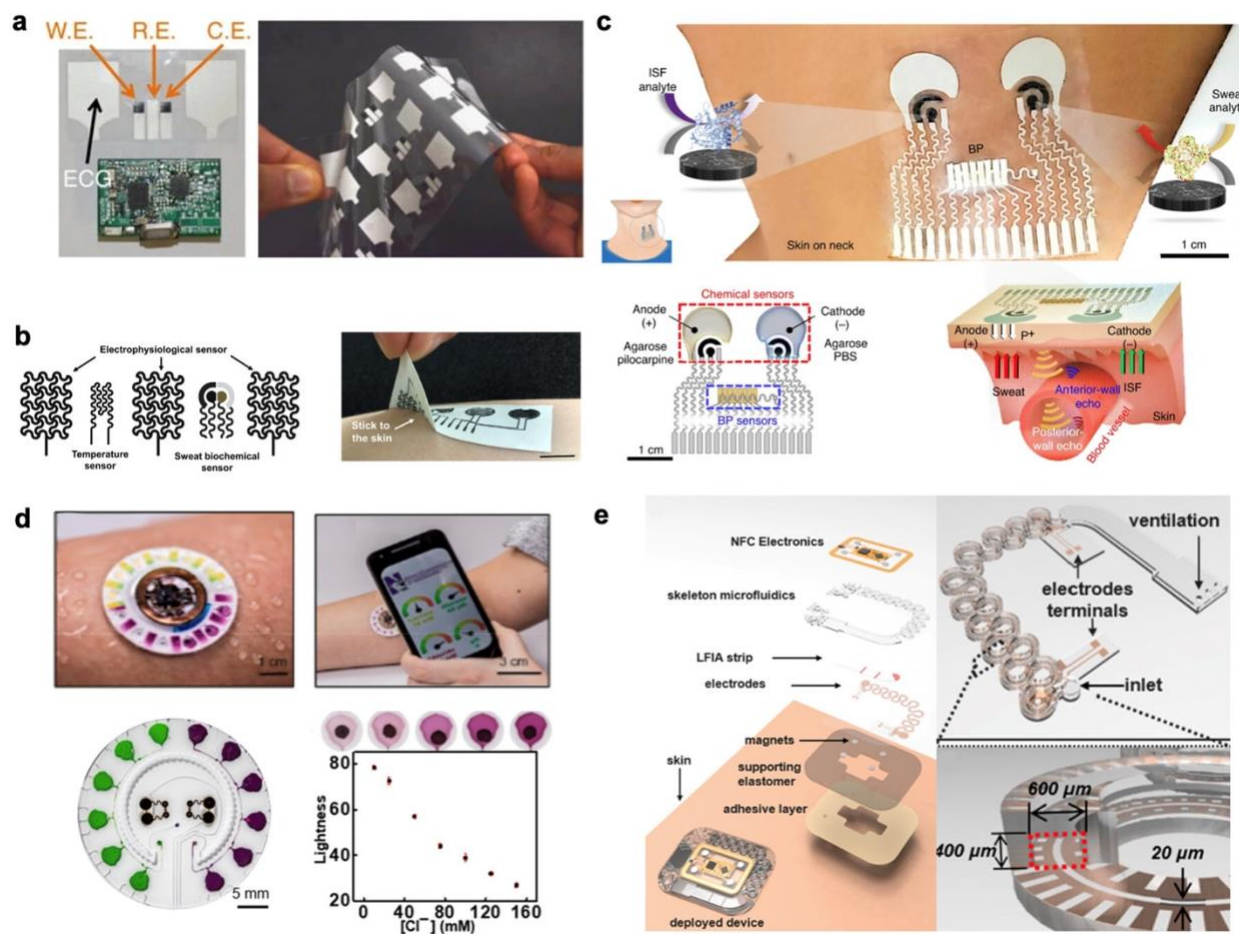 a
W.E.
R.E.
C.E.
ECG
b
Electrophysiological sensor
Temperature
sensor
Sweat biochemical
sensor
Stick to
the skin
c
ISF
analyte
Sweat
BP
Skin on neck
1 cm
Chemical sensors
Anode
(+)
Cathode
(−)
Agarose
pilocarpine
Agarose
PBS
BP sensors
1 cm
Anode
(+)
P+
Cathode
(−)
Sweat
Anterior-wall
echo
ISF
Posterior-
wall echo
Blood vessel
Skin
d
1 cm
3 cm
5 mm
Lightness
80
60
40
20
0
40
80
120
160
[Cl−] (mM)
e
NFC Electronics
skeleton microfluidics
LFIA strip
electrodes
magnets
skin
supporting
elastomer
adhesive layer
deployed device
ventilation
electrodes
terminals
inlet
600 μm
400 μm
20 μm